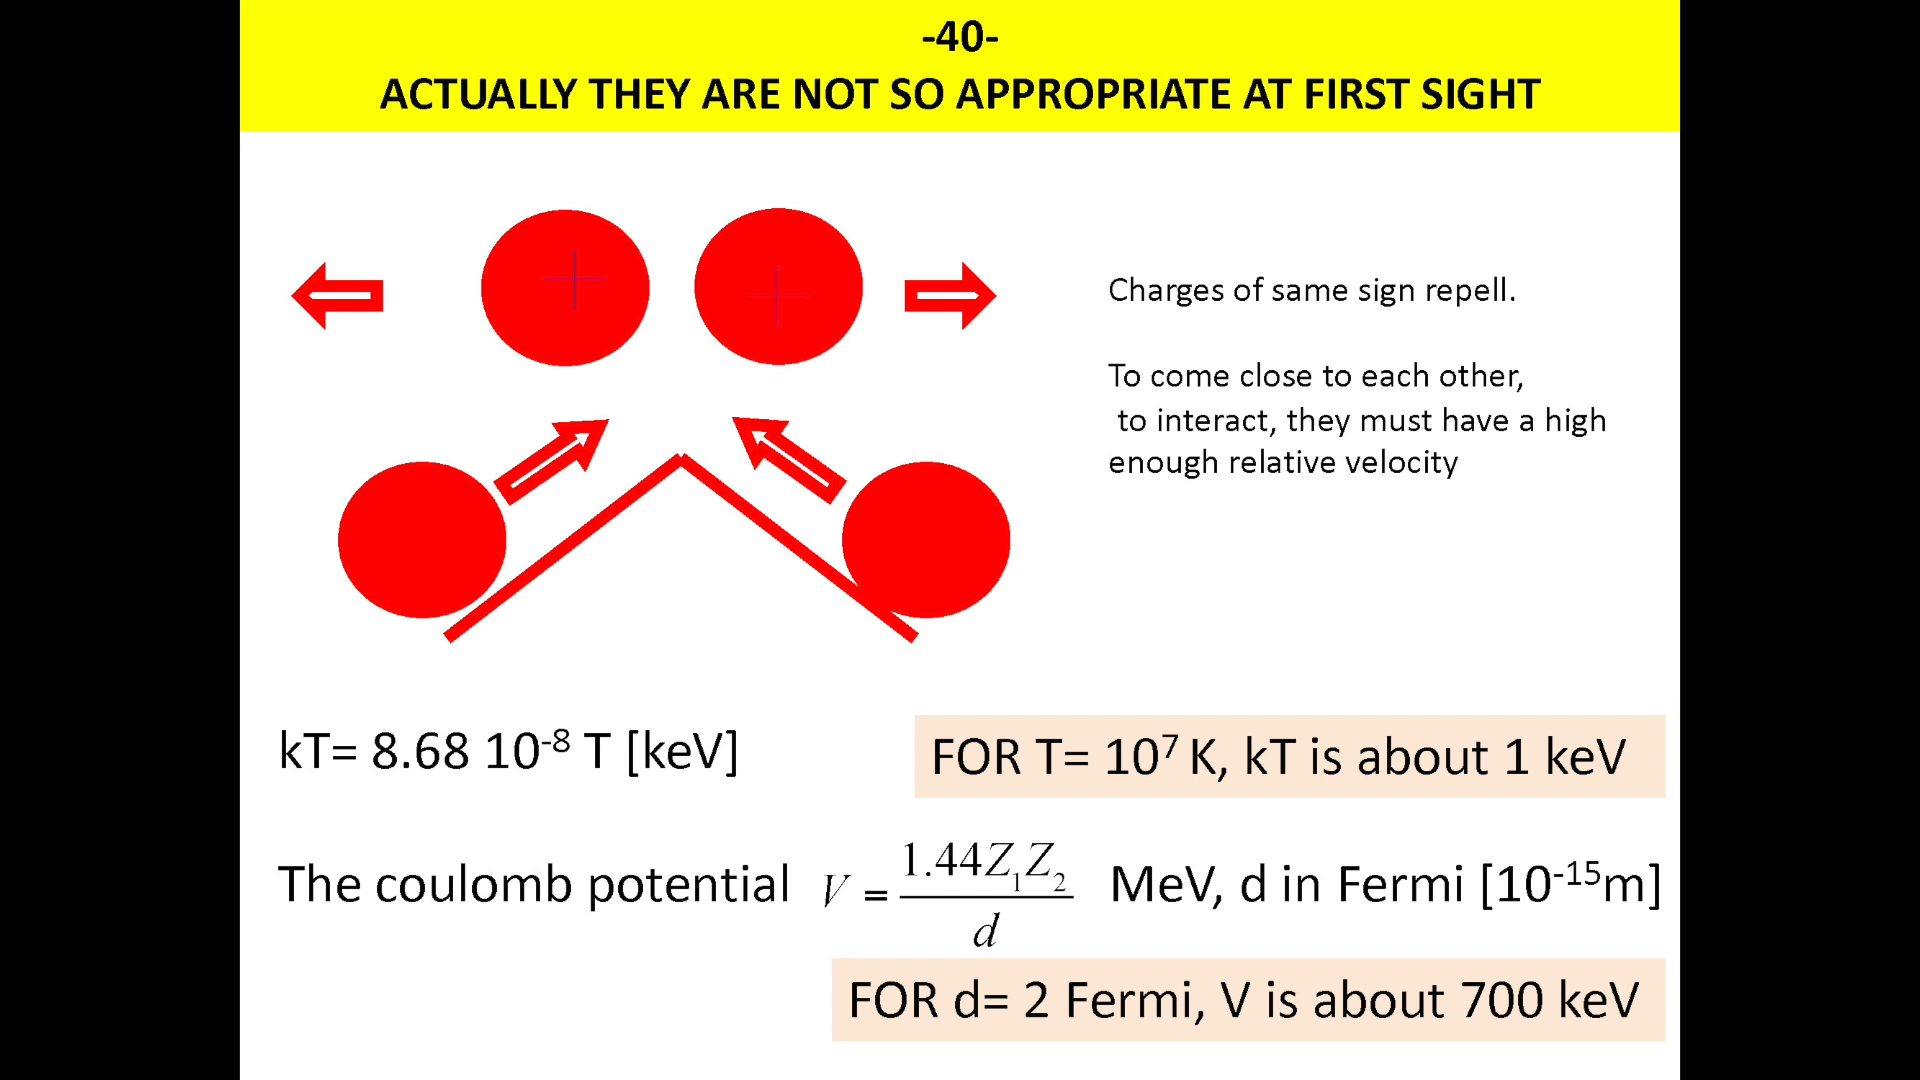 -40-
ACTUALLY THEY ARE NOT SO APPROPRIATE AT FIRST SIGHT
Charges of same sign repell.
To come close to each other,
to interact, they must have a high
enough relative velocity
kT= 8.68 10⁻⁸ T [keV]
FOR T= 10⁷ K, kT is about 1 keV
The coulomb potential V = 1.44Z₁Z₂ / d MeV, d in Fermi [10⁻¹⁵m]
FOR d= 2 Fermi, V is about 700 keV